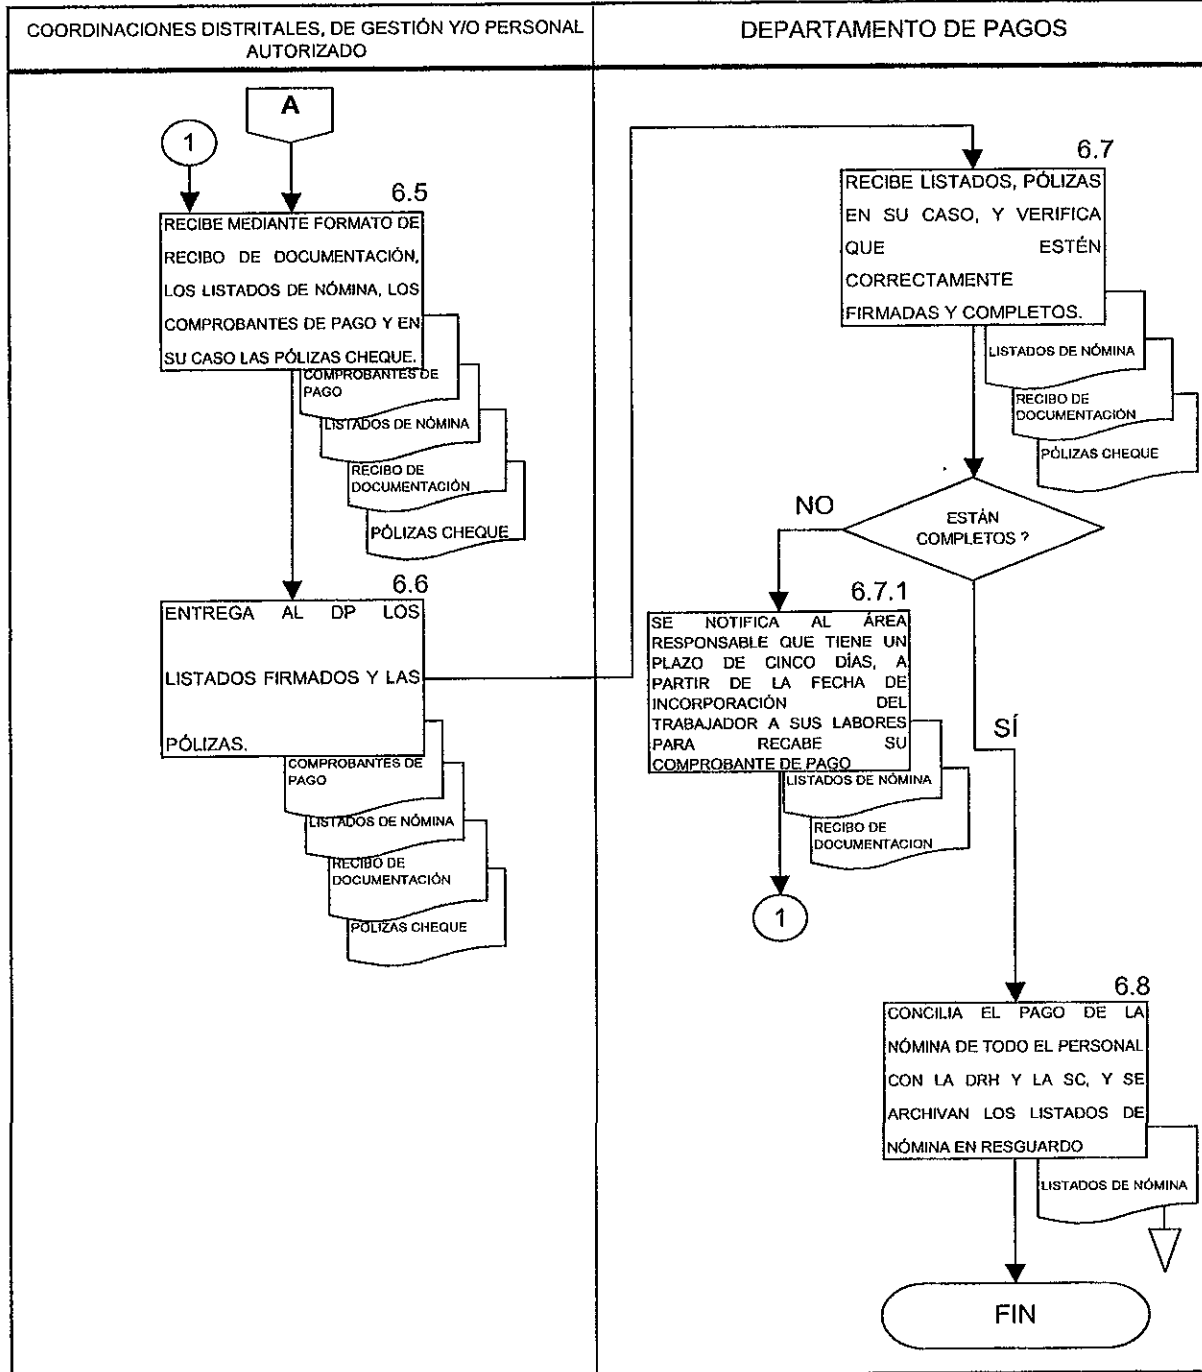 COORDINACIONES DISTRITALES, DE GESTIÓN Y/O PERSONAL
AUTORIZADO
DEPARTAMENTO DE PAGOS
A
1
6.5
RECIBE MEDIANTE FORMATO DE
RECIBO DE DOCUMENTACIÓN,
LOS LISTADOS DE NÓMINA, LOS
COMPROBANTES DE PAGO Y EN
SU CASO LAS PÓLIZAS CHEQUE.
COMPROBANTES DE
PAGO
LISTADOS DE NÓMINA
RECIBO DE
DOCUMENTACIÓN
PÓLIZAS CHEQUE
6.6
ENTREGA AL DP LOS
LISTADOS FIRMADOS Y LAS
PÓLIZAS.
COMPROBANTES DE
PAGO
LISTADOS DE NÓMINA
RECIBO DE
DOCUMENTACIÓN
PÓLIZAS CHEQUE
6.7
RECIBE LISTADOS, PÓLIZAS
EN SU CASO, Y VERIFICA
QUE ESTÉN
CORRECTAMENTE
FIRMADAS Y COMPLETOS.
LISTADOS DE NÓMINA
RECIBO DE
DOCUMENTACIÓN
PÓLIZAS CHEQUE
ESTÁN
COMPLETOS ?
NO
SÍ
6.7.1
SE NOTIFICA AL ÁREA
RESPONSABLE QUE TIENE UN
PLAZO DE CINCO DÍAS, A
PARTIR DE LA FECHA DE
INCORPORACIÓN DEL
TRABAJADOR A SUS LABORES
PARA RECABE SU
COMPROBANTE DE PAGO
LISTADOS DE NÓMINA
RECIBO DE
DOCUMENTACION
1
6.8
CONCILIA EL PAGO DE LA
NÓMINA DE TODO EL PERSONAL
CON LA DRH Y LA SC, Y SE
ARCHIVAN LOS LISTADOS DE
NÓMINA EN RESGUARDO
LISTADOS DE NÓMINA
FIN